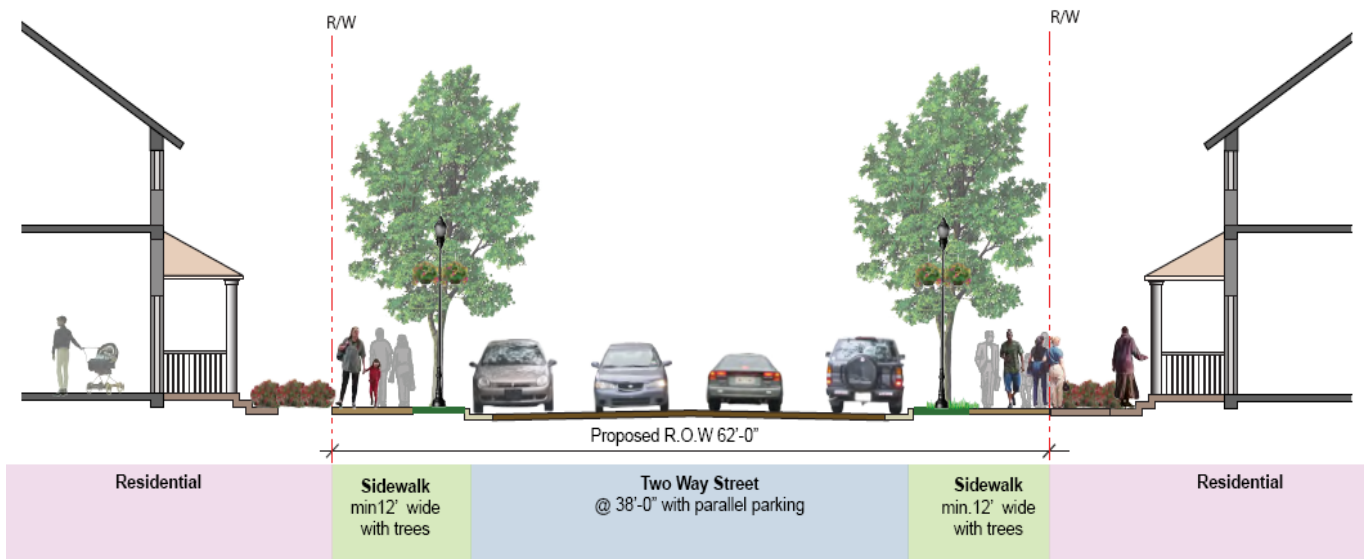 R/W
R/W
Proposed R.O.W 62'-0"
Residential
Sidewalk
min12' wide
with trees
Two Way Street
@ 38'-0" with parallel parking
Sidewalk
min.12' wide
with trees
Residential